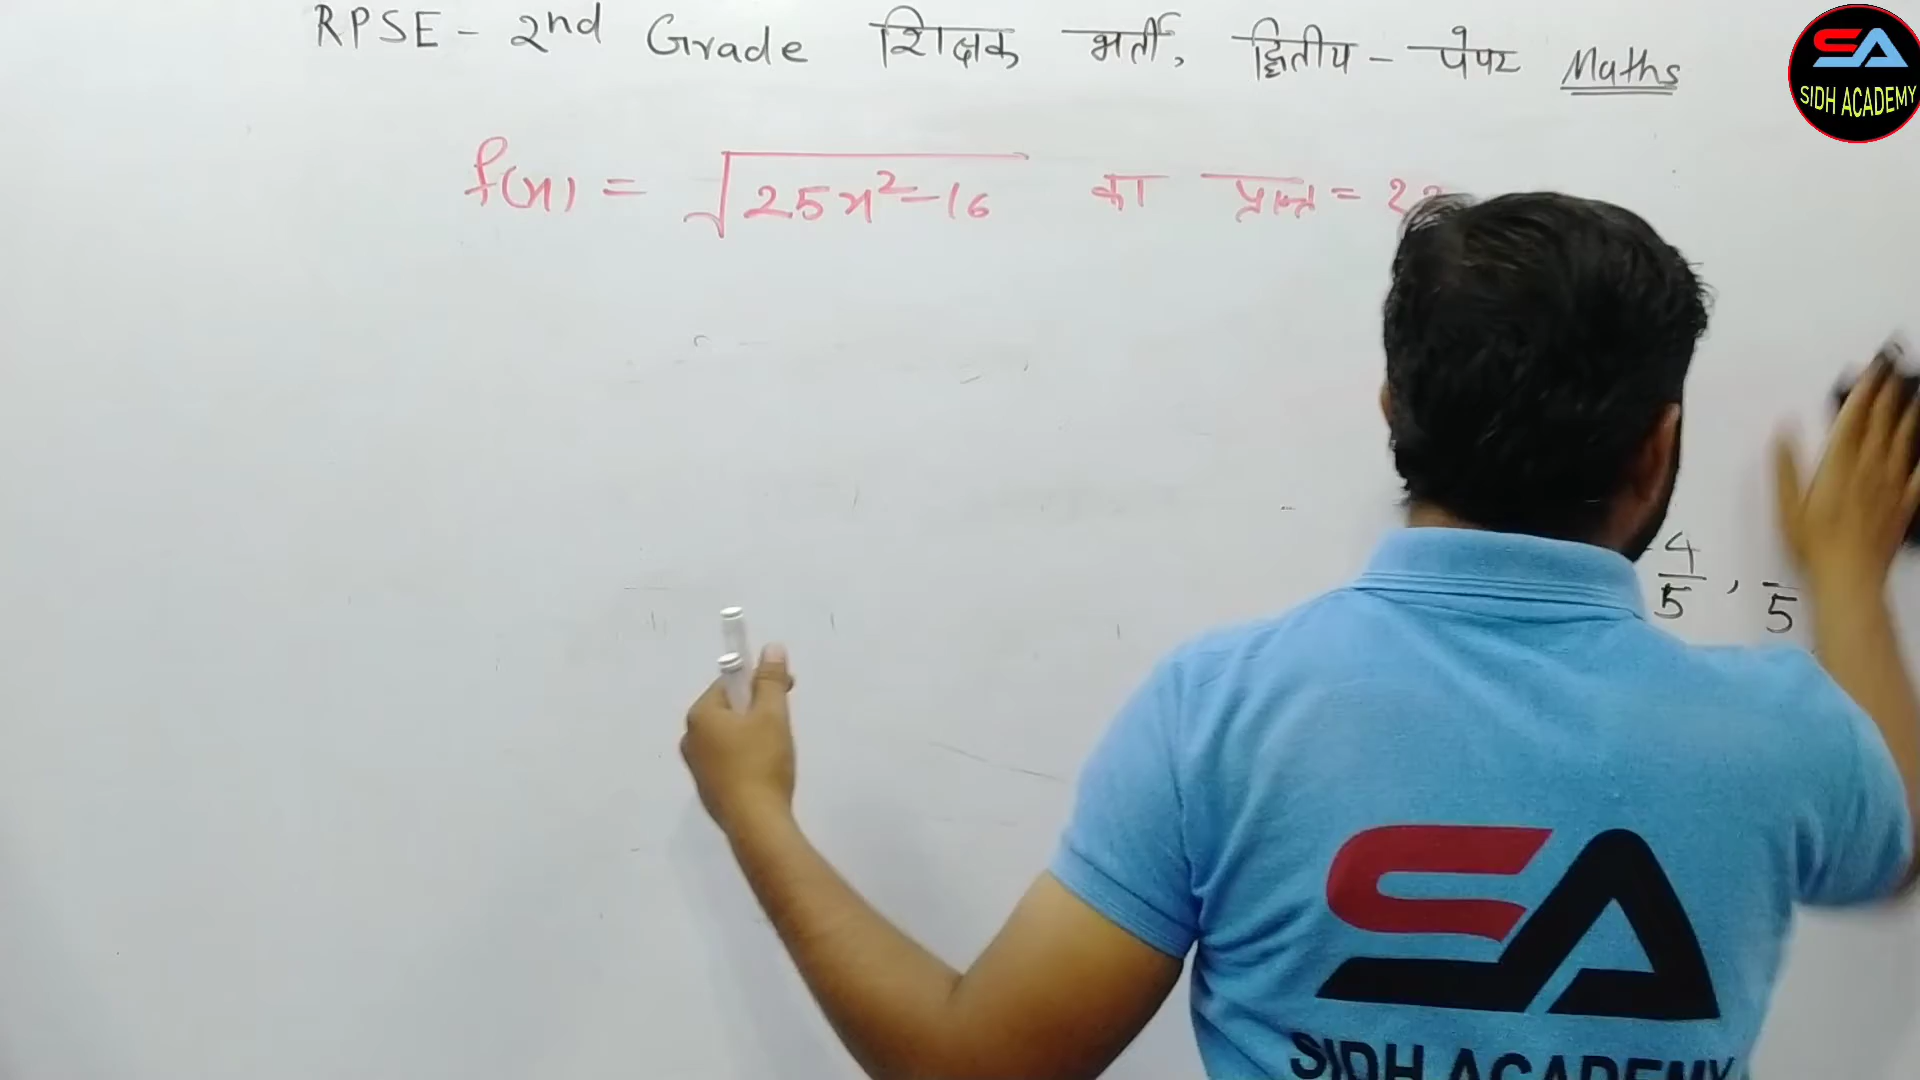 RPSE - 2nd Grade शिक्षक भर्ती, द्वितीय - पेपर Maths
SA
SIDH ACADEMY
f(x) = √25x²-16 का प्रान्त = ??
4/5 , /5
SA
SIDH ACADEMY